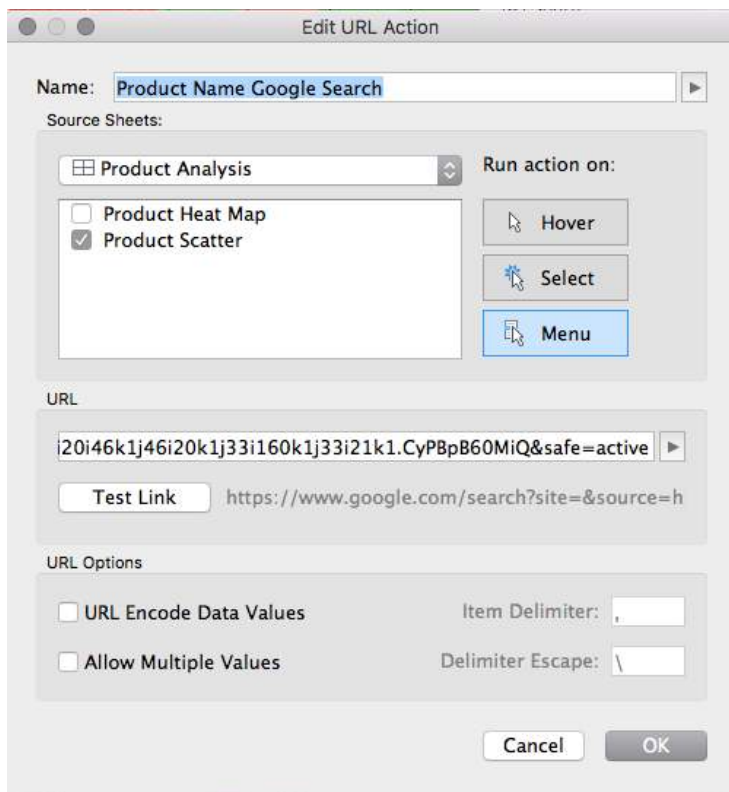 Edit URL Action
Name: Product Name Google Search
Source Sheets:
Product Analysis
Run action on:
Product Heat Map
Product Scatter
Hover
Select
Menu
URL
i20i46k1j46i20k1j33i160k1j33i21k1.CyPBpB60MiQ&safe=active
Test Link https://www.google.com/search?site=&source=h
URL Options
URL Encode Data Values Item Delimiter: ,
Allow Multiple Values Delimiter Escape: \
Cancel OK